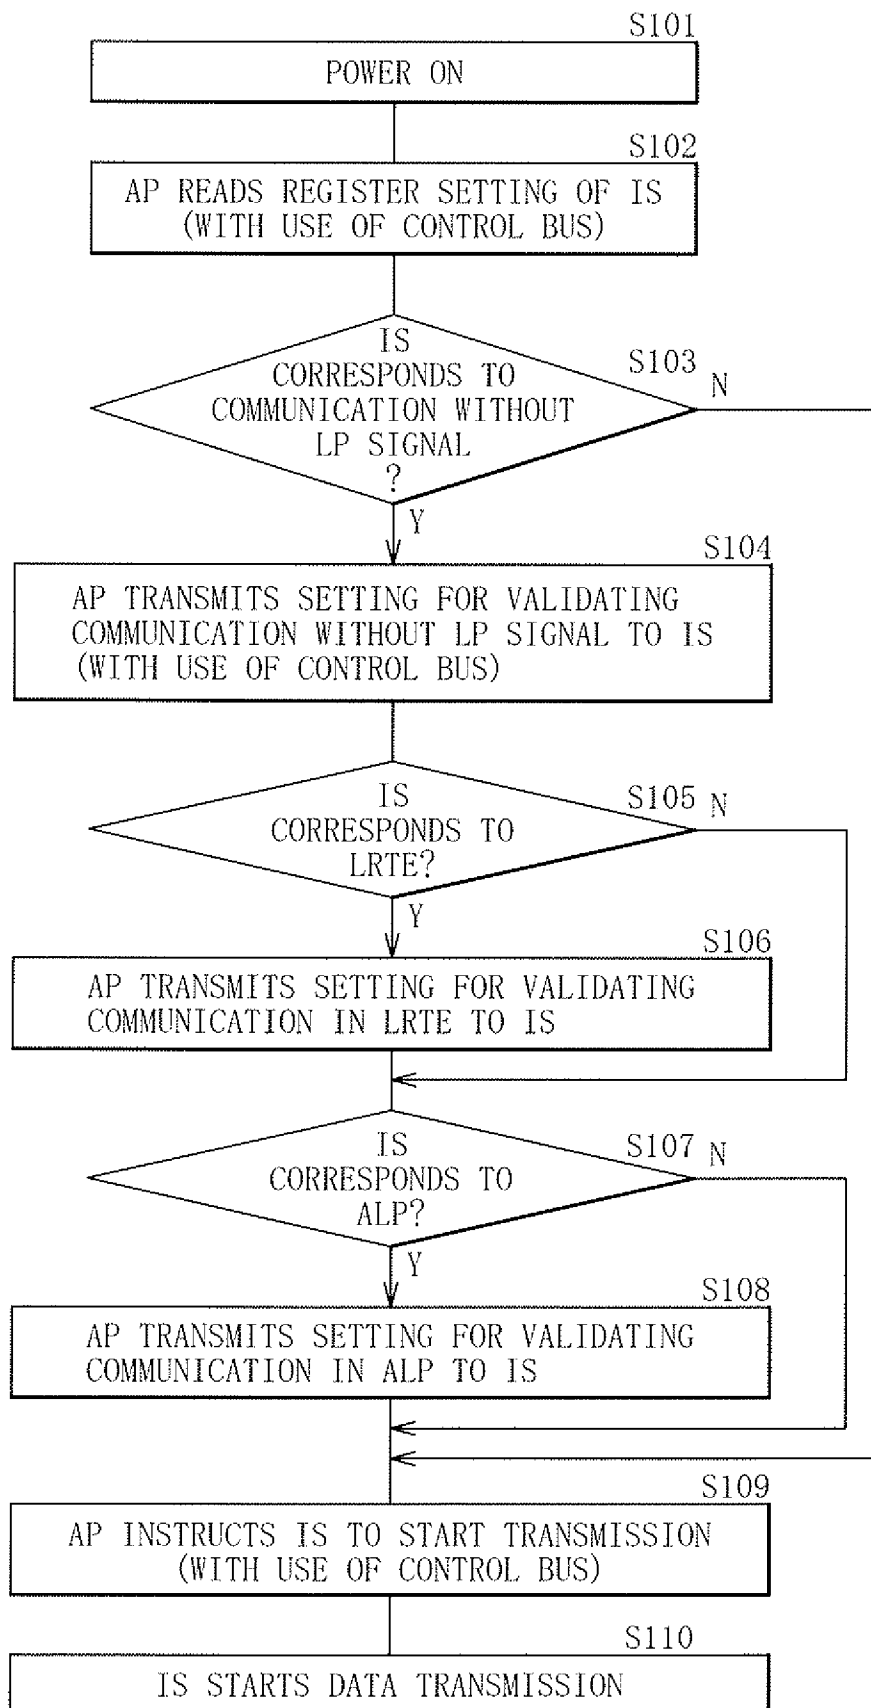 S101
POWER ON
S102
AP READS REGISTER SETTING OF IS
(WITH USE OF CONTROL BUS)
S103
IS
CORRESPONDS TO
COMMUNICATION WITHOUT
LP SIGNAL
?
N
Y
S104
AP TRANSMITS SETTING FOR VALIDATING
COMMUNICATION WITHOUT LP SIGNAL TO IS
(WITH USE OF CONTROL BUS)
S105
IS
CORRESPONDS TO
LRTE?
N
Y
S106
AP TRANSMITS SETTING FOR VALIDATING
COMMUNICATION IN LRTE TO IS
S107
IS
CORRESPONDS TO
ALP?
N
Y
S108
AP TRANSMITS SETTING FOR VALIDATING
COMMUNICATION IN ALP TO IS
S109
AP INSTRUCTS IS TO START TRANSMISSION
(WITH USE OF CONTROL BUS)
S110
IS STARTS DATA TRANSMISSION